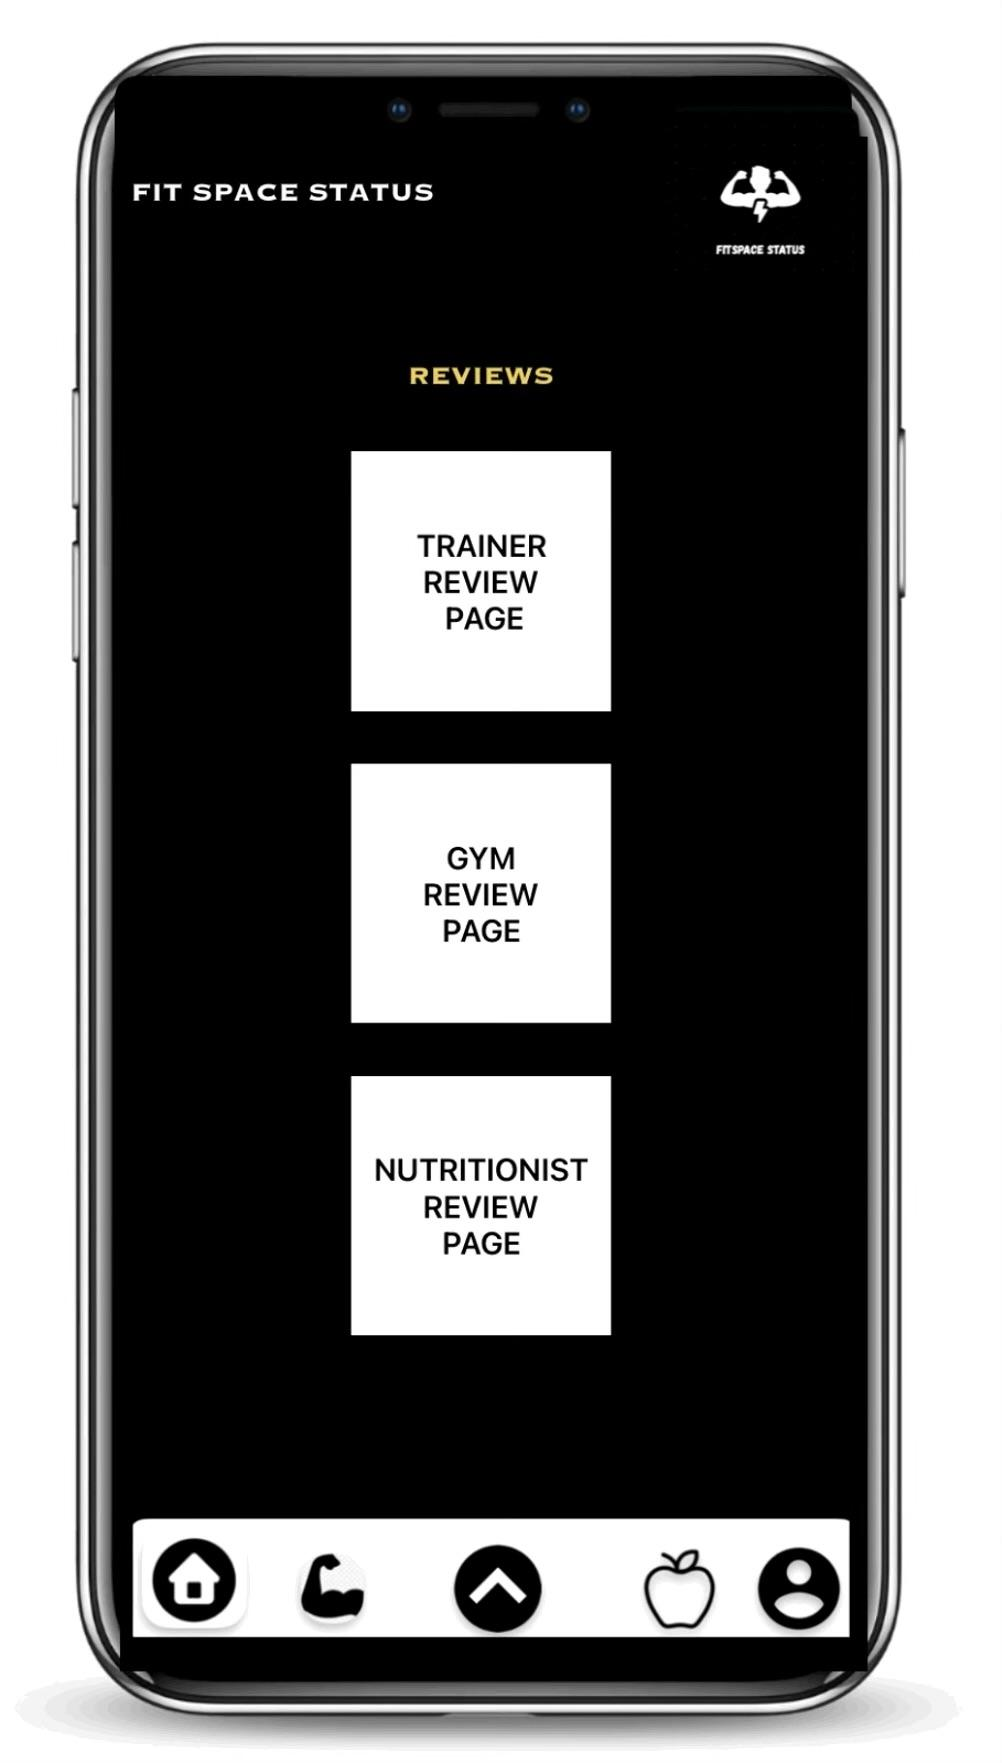 FIT SPACE STATUS
FITSPACE STATUS
REVIEWS
TRAINER
REVIEW
PAGE
GYM
REVIEW
PAGE
NUTRITIONIST
REVIEW
PAGE